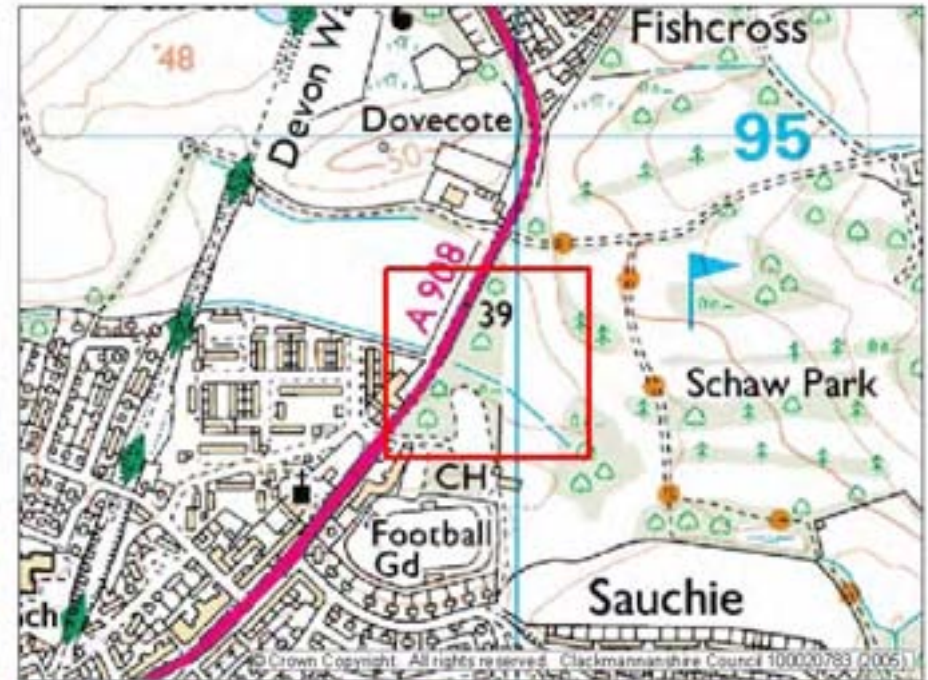 Fishcross
48
Devon W
Dovecote
50
95
A 908
39
Schaw Park
CH
Football
Gd
Sauchie
ch
© Crown Copyright. All rights reserved. Clackmannanshire Council 100020783 (2005)